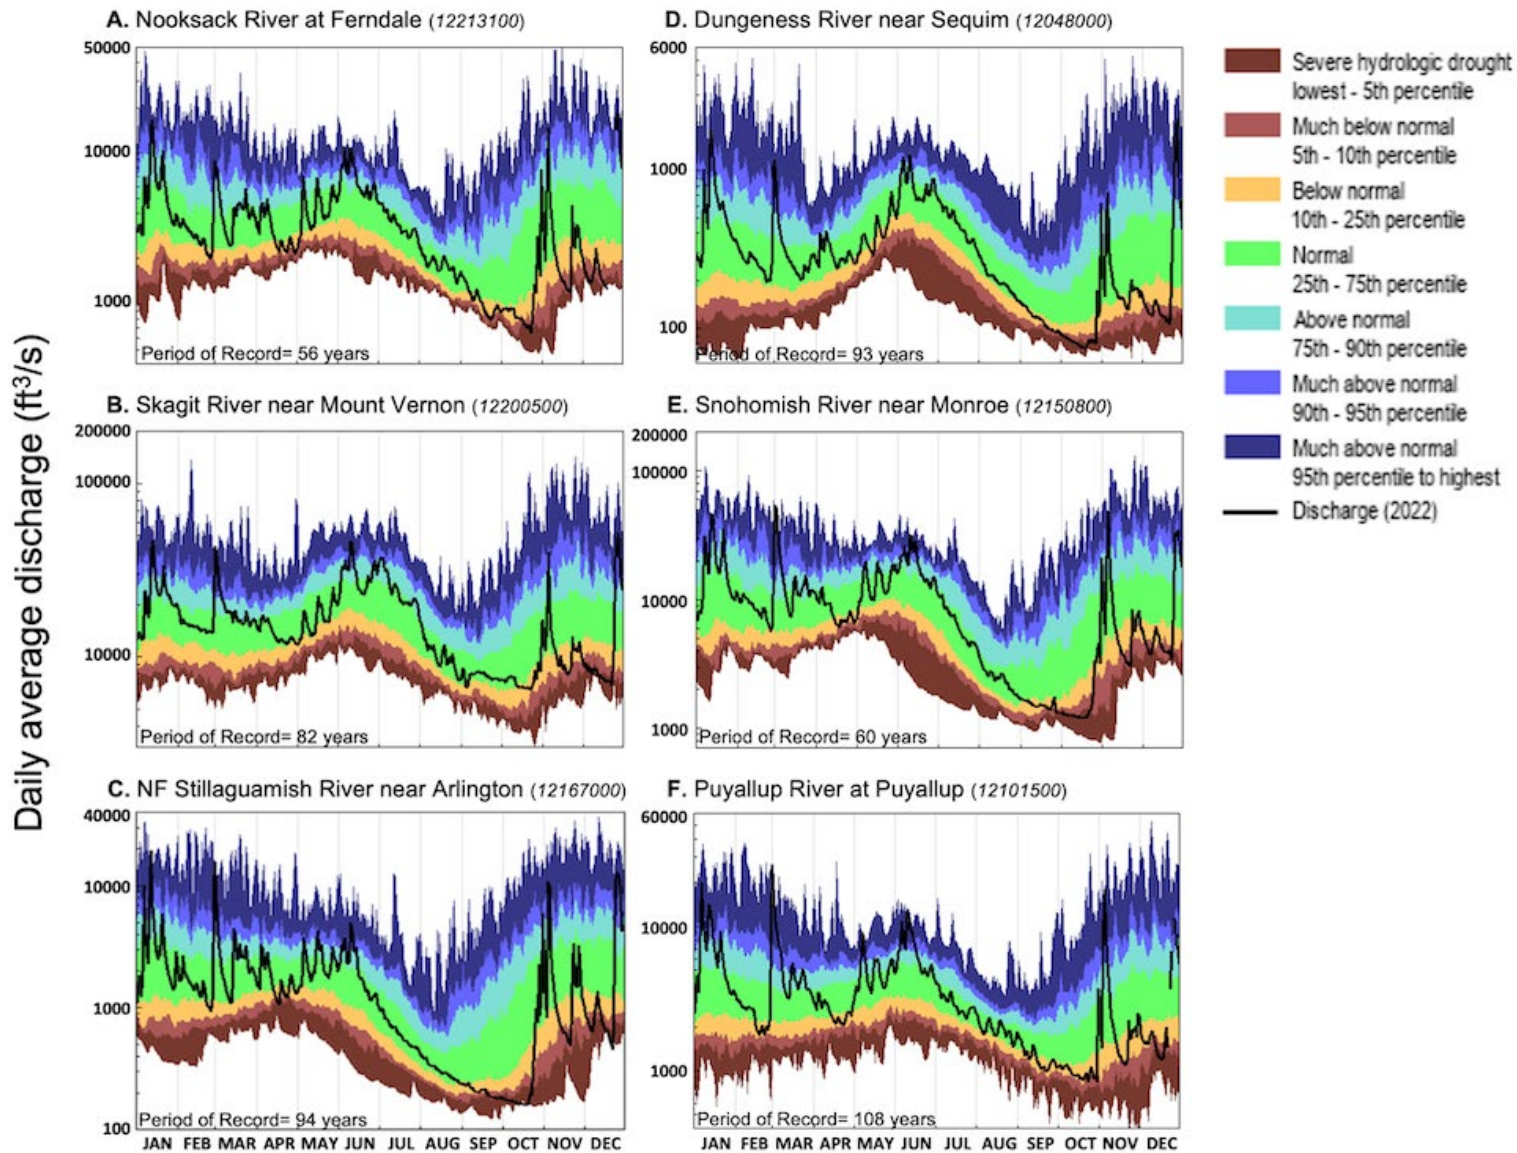 A. Nooksack River at Ferndale (12213100)
50000
10000
1000
Period of Record= 56 years
D. Dungeness River near Sequim (12048000)
6000
1000
100
Period of Record= 93 years
Severe hydrologic drought
lowest - 5th percentile
Much below normal
5th - 10th percentile
Below normal
10th - 25th percentile
Normal
25th - 75th percentile
Above normal
75th - 90th percentile
Much above normal
90th - 95th percentile
Much above normal
95th percentile to highest
Discharge (2022)
Daily average discharge (ft³/s)
B. Skagit River near Mount Vernon (12200500)
200000
100000
10000
Period of Record= 82 years
E. Snohomish River near Monroe (12150800)
200000
100000
10000
1000
Period of Record= 60 years
C. NF Stillaguamish River near Arlington (12167000)
40000
10000
1000
100
Period of Record= 94 years
JAN FEB MAR APR MAY JUN JUL AUG SEP OCT NOV DEC
F. Puyallup River at Puyallup (12101500)
60000
10000
1000
Period of Record= 108 years
JAN FEB MAR APR MAY JUN JUL AUG SEP OCT NOV DEC